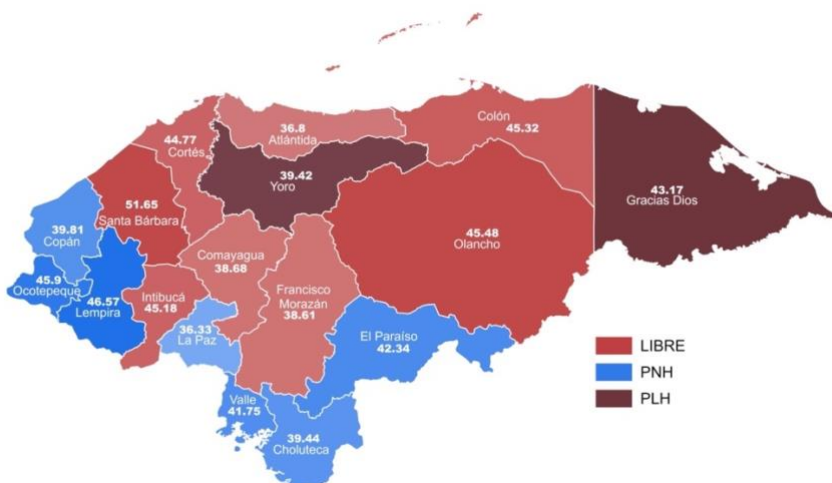 44.77
Cortés
36.8
Atlántida
Colón
45.32
39.42
Yoro
43.17
Gracias Dios
51.65
Santa Bárbara
39.81
Copán
45.48
Olancho
Comayagua
38.68
45.9
Ocotepeque
46.57
Lempira
Intibucá
45.18
Francisco
Morazán
38.61
36.33
La Paz
El Paraíso
42.34
Valle
41.75
39.44
Choluteca
LIBRE
PNH
PLH